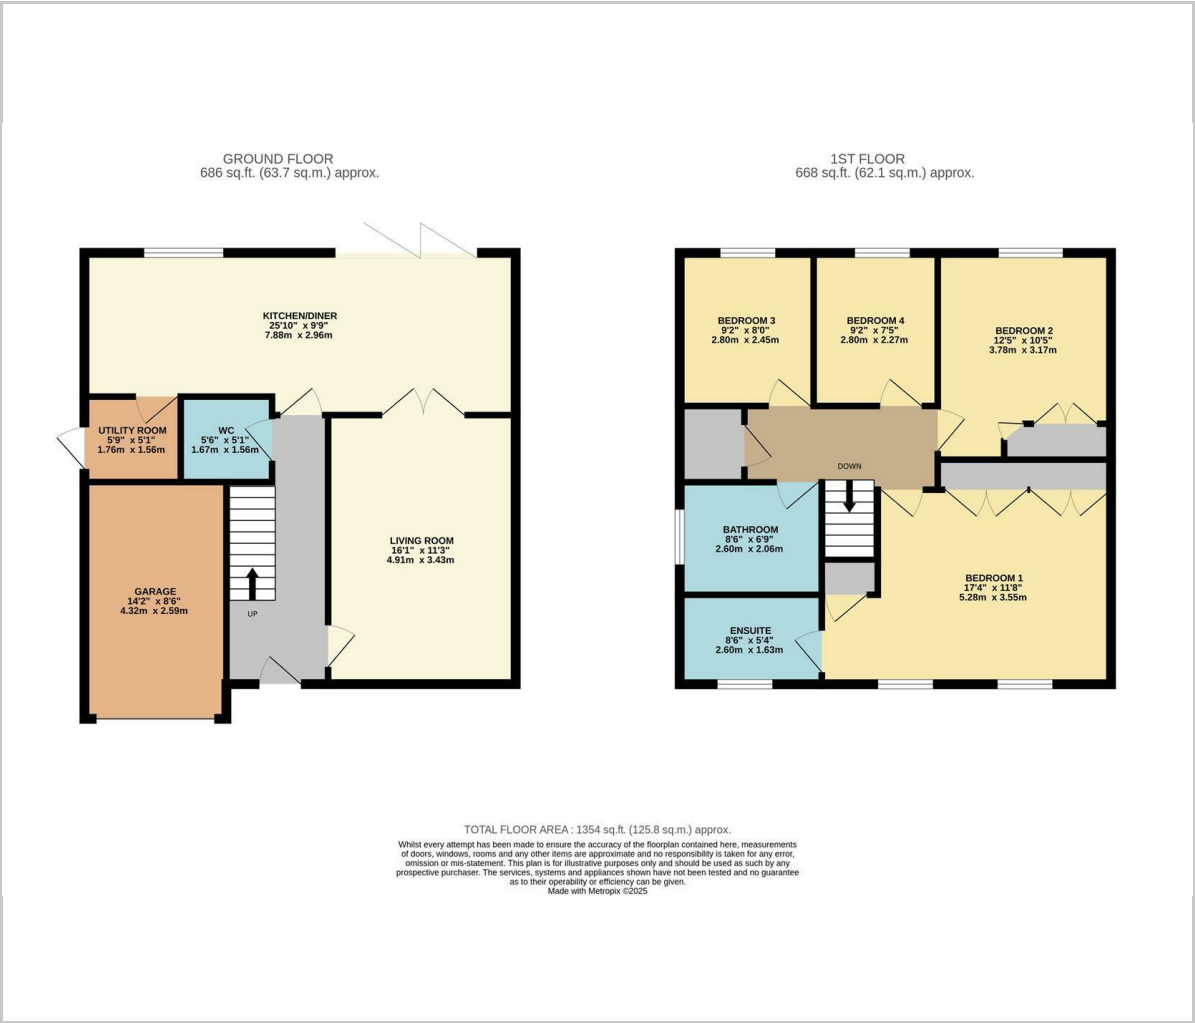 GROUND FLOOR
686 sq.ft. (63.7 sq.m.) approx.
KITCHEN/DINER
25'10" x 9'9"
7.88m x 2.96m
UTILITY ROOM
5'9" x 5'1"
1.76m x 1.56m
WC
5'6" x 5'1"
1.67m x 1.56m
LIVING ROOM
16'1" x 11'3"
4.91m x 3.43m
GARAGE
14'2" x 8'6"
4.32m x 2.59m
UP
1ST FLOOR
668 sq.ft. (62.1 sq.m.) approx.
BEDROOM 3
9'2" x 8'0"
2.80m x 2.45m
BEDROOM 4
9'2" x 7'5"
2.80m x 2.27m
BEDROOM 2
12'5" x 10'5"
3.78m x 3.17m
DOWN
BATHROOM
8'6" x 6'9"
2.60m x 2.06m
BEDROOM 1
17'4" x 11'8"
5.28m x 3.55m
ENSUITE
8'6" x 5'4"
2.60m x 1.63m
TOTAL FLOOR AREA : 1354 sq.ft. (125.8 sq.m.) approx.
Whilst every attempt has been made to ensure the accuracy of the floorplan contained here, measurements
of doors, windows, rooms and any other items are approximate and no responsibility is taken for any error,
omission or mis-statement. This plan is for illustrative purposes only and should be used as such by any
prospective purchaser. The services, systems and appliances shown have not been tested and no guarantee
as to their operability or efficiency can be given.
Made with Metropix ©2025